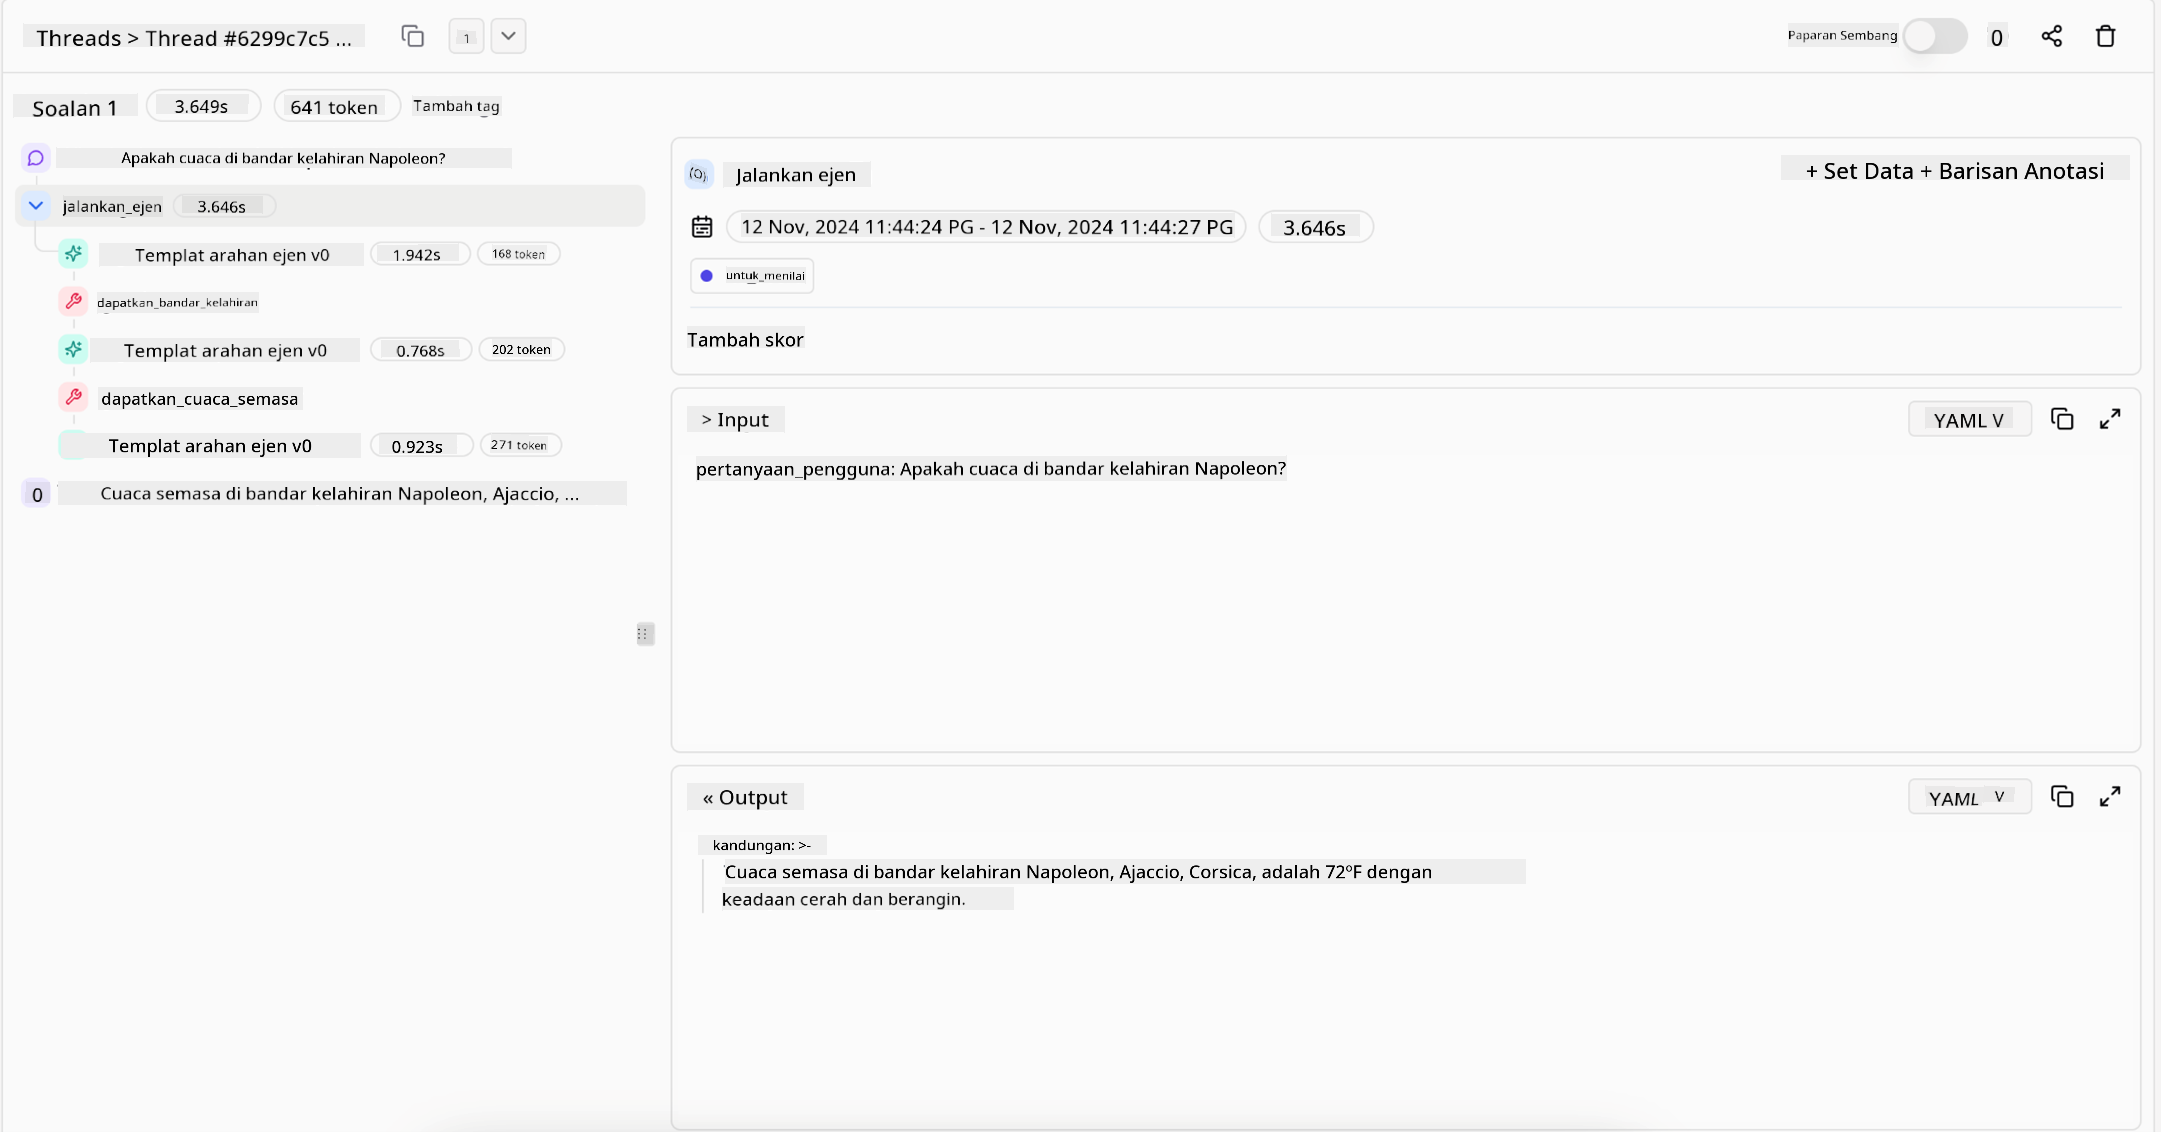 Threads > Thread #6299c7c5 ...
1
Paparan Sembang
0
Soalan 1
3.649s
641 token
Tambah tag
Apakah cuaca di bandar kelahiran Napoleon?
jalankan_ejen
3.646s
Templat arahan ejen v0
1.942s
168 token
dapatkan_bandar_kelahiran
Templat arahan ejen v0
0.768s
202 token
dapatkan_cuaca_semasa
Templat arahan ejen v0
0.923s
271 token
0
Cuaca semasa di bandar kelahiran Napoleon, Ajaccio, ...
Jalankan ejen
+ Set Data + Barisan Anotasi
12 Nov, 2024 11:44:24 PG - 12 Nov, 2024 11:44:27 PG
3.646s
untuk_menilai
Tambah skor
> Input
YAML V
pertanyaan_pengguna: Apakah cuaca di bandar kelahiran Napoleon?
« Output
YAML V
kandungan: >-
Cuaca semasa di bandar kelahiran Napoleon, Ajaccio, Corsica, adalah 72°F dengan
keadaan cerah dan berangin.